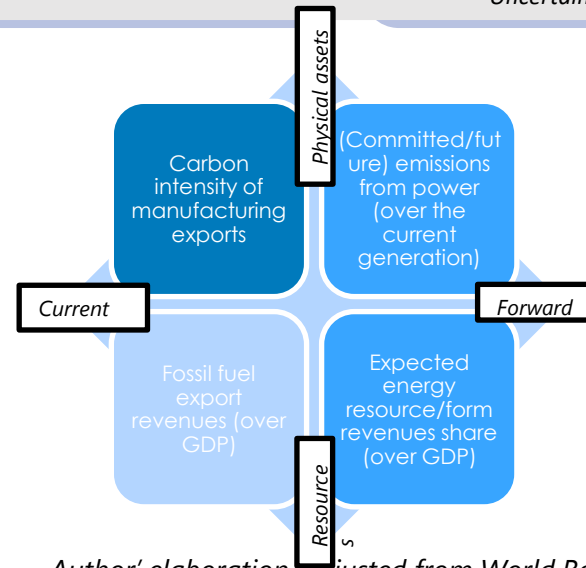 Uncertain
Physical assets
Carbon
intensity of
manufacturing
exports
(Committed/fut
ure) emissions
from power
(over the
current
generation)
Current
Forward
Fossil fuel
export
revenues (over
GDP)
Expected
energy
resource/form
revenues share
(over GDP)
Resource
s
Author' elaboration justed from World Ba